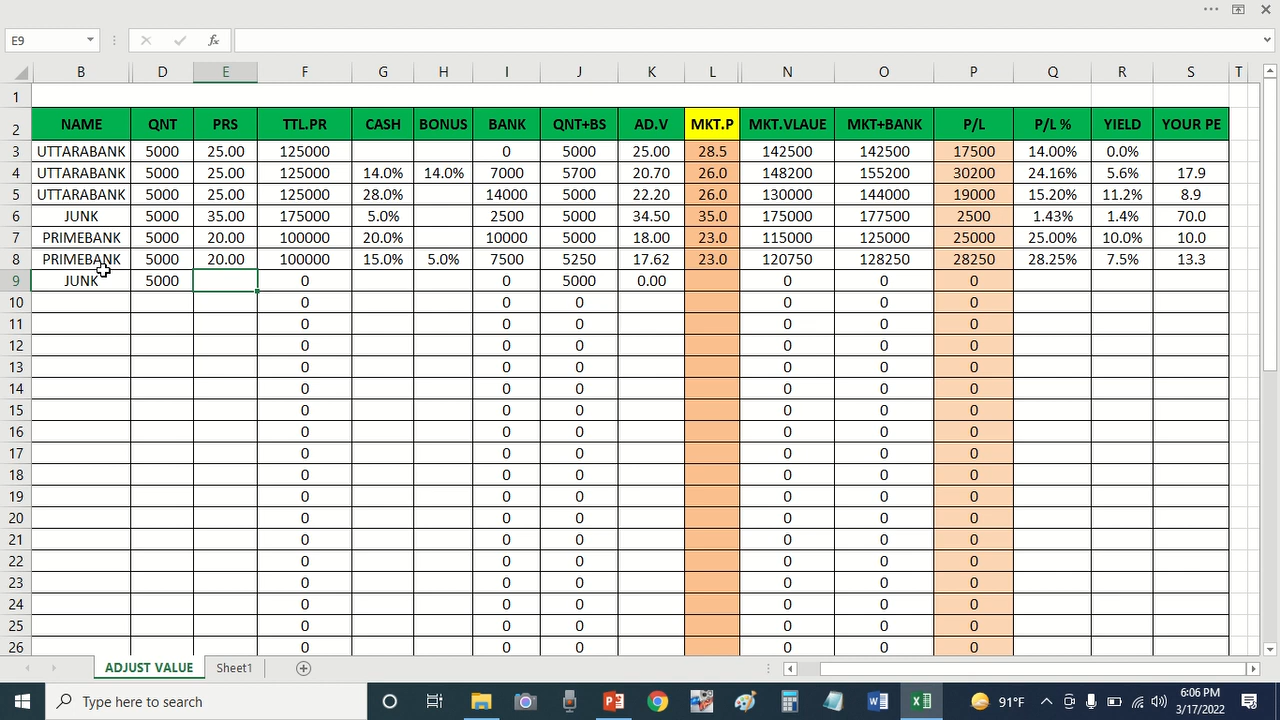 E9
fx
B D E F G H I J K L N O P Q R S T
1
2 NAME QNT PRS TTL.PR CASH BONUS BANK QNT+BS AD.V MKT.P MKT.VLAUE MKT+BANK P/L P/L % YIELD YOUR PE
3 UTTARABANK 5000 25.00 125000 0 5000 25.00 28.5 142500 142500 17500 14.00% 0.0%
4 UTTARABANK 5000 25.00 125000 14.0% 14.0% 7000 5700 20.70 26.0 148200 155200 30200 24.16% 5.6% 17.9
5 UTTARABANK 5000 25.00 125000 28.0% 14000 5000 22.20 26.0 130000 144000 19000 15.20% 11.2% 8.9
6 JUNK 5000 35.00 175000 5.0% 2500 5000 34.50 35.0 175000 177500 2500 1.43% 1.4% 70.0
7 PRIMEBANK 5000 20.00 100000 20.0% 10000 5000 18.00 23.0 115000 125000 25000 25.00% 10.0% 10.0
8 PRIMEBANK 5000 20.00 100000 15.0% 5.0% 7500 5250 17.62 23.0 120750 128250 28250 28.25% 7.5% 13.3
9 JUNK 5000 0 0 5000 0.00 0 0 0
10 0 0 0 0 0 0
11 0 0 0 0 0 0
12 0 0 0 0 0 0
13 0 0 0 0 0 0
14 0 0 0 0 0 0
15 0 0 0 0 0 0
16 0 0 0 0 0 0
17 0 0 0 0 0 0
18 0 0 0 0 0 0
19 0 0 0 0 0 0
20 0 0 0 0 0 0
21 0 0 0 0 0 0
22 0 0 0 0 0 0
23 0 0 0 0 0 0
24 0 0 0 0 0 0
25 0 0 0 0 0 0
26 0 0 0 0 0 0
ADJUST VALUE Sheet1
Type here to search
91°F
6:06 PM
3/17/2022